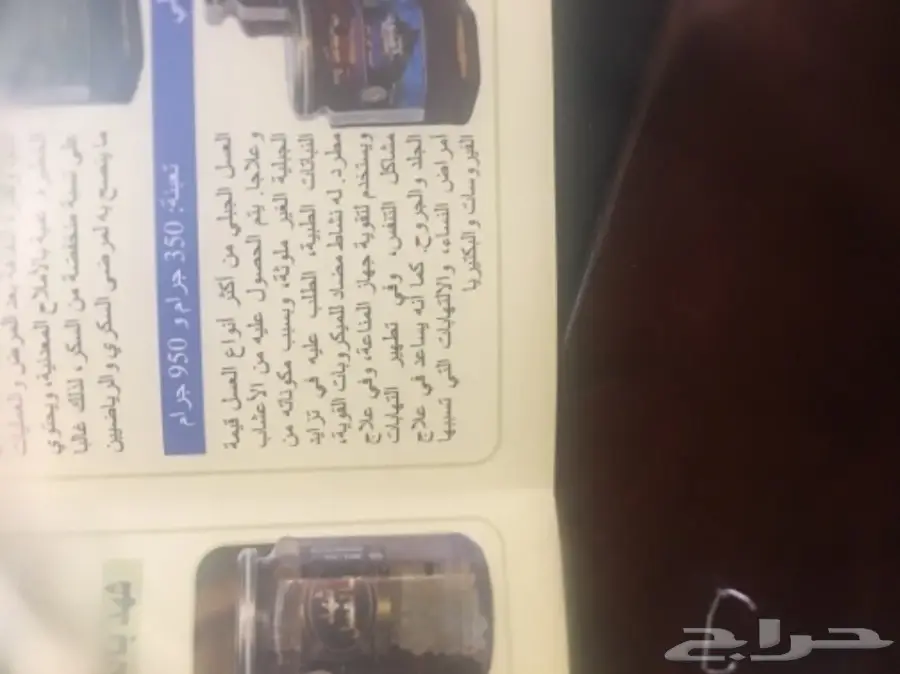 على نسبة منخفضة من السكر، لذلك غالبا
ما ينصح به لمرضى السكري والرياضيين
تعبئة: 350 جرام و 950 جرام
العسل الجبلي من أكثر أنواع العسل قيمة
وعلاجا. يتم الحصول عليه من الأعشاب
الجبلية الغير ملوثة، وبسبب مكوناته من
النباتات الطبية، الطلب عليه في تزايد
مطرد. له نشاط مضاد للميكروبات القوية،
ويستخدم لتقوية جهاز المناعة، وفي علاج
مشاكل التنفس، وفي تطهير التهابات
الجلد والجروح. كما أنه يساعد في علاج
أمراض النساء، والالتهابات التي تسببها
الفيروسات والبكتيريا
شهد
حراج